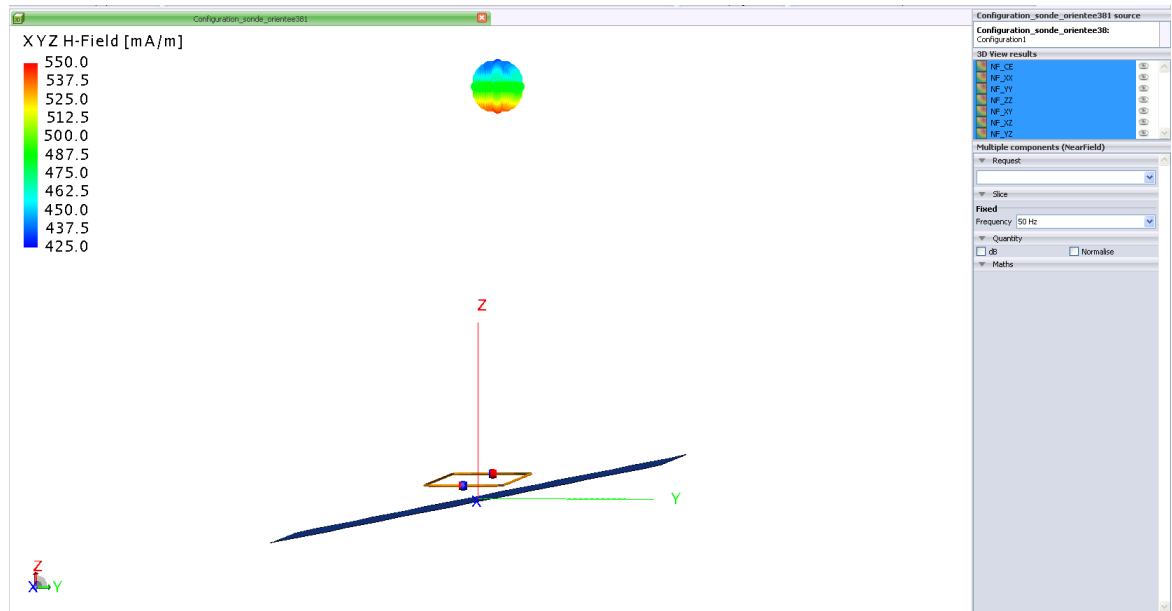 Configuration_sonde_orientee381
X Y Z H-Field [mA/m]
550.0
537.5
525.0
512.5
500.0
487.5
475.0
462.5
450.0
437.5
425.0
Z
X
Y
Z
X
Y
Configuration_sonde_orientee381 source
Configuration_sonde_orientee38:
Configuration1
3D View results
NF_CE
NF_XX
NF_YY
NF_ZZ
NF_XY
NF_XZ
NF_YZ
Multiple components (NearField)
Request
Slice
Fixed
Frequency 50 Hz
Quantity
dB Normalise
Maths